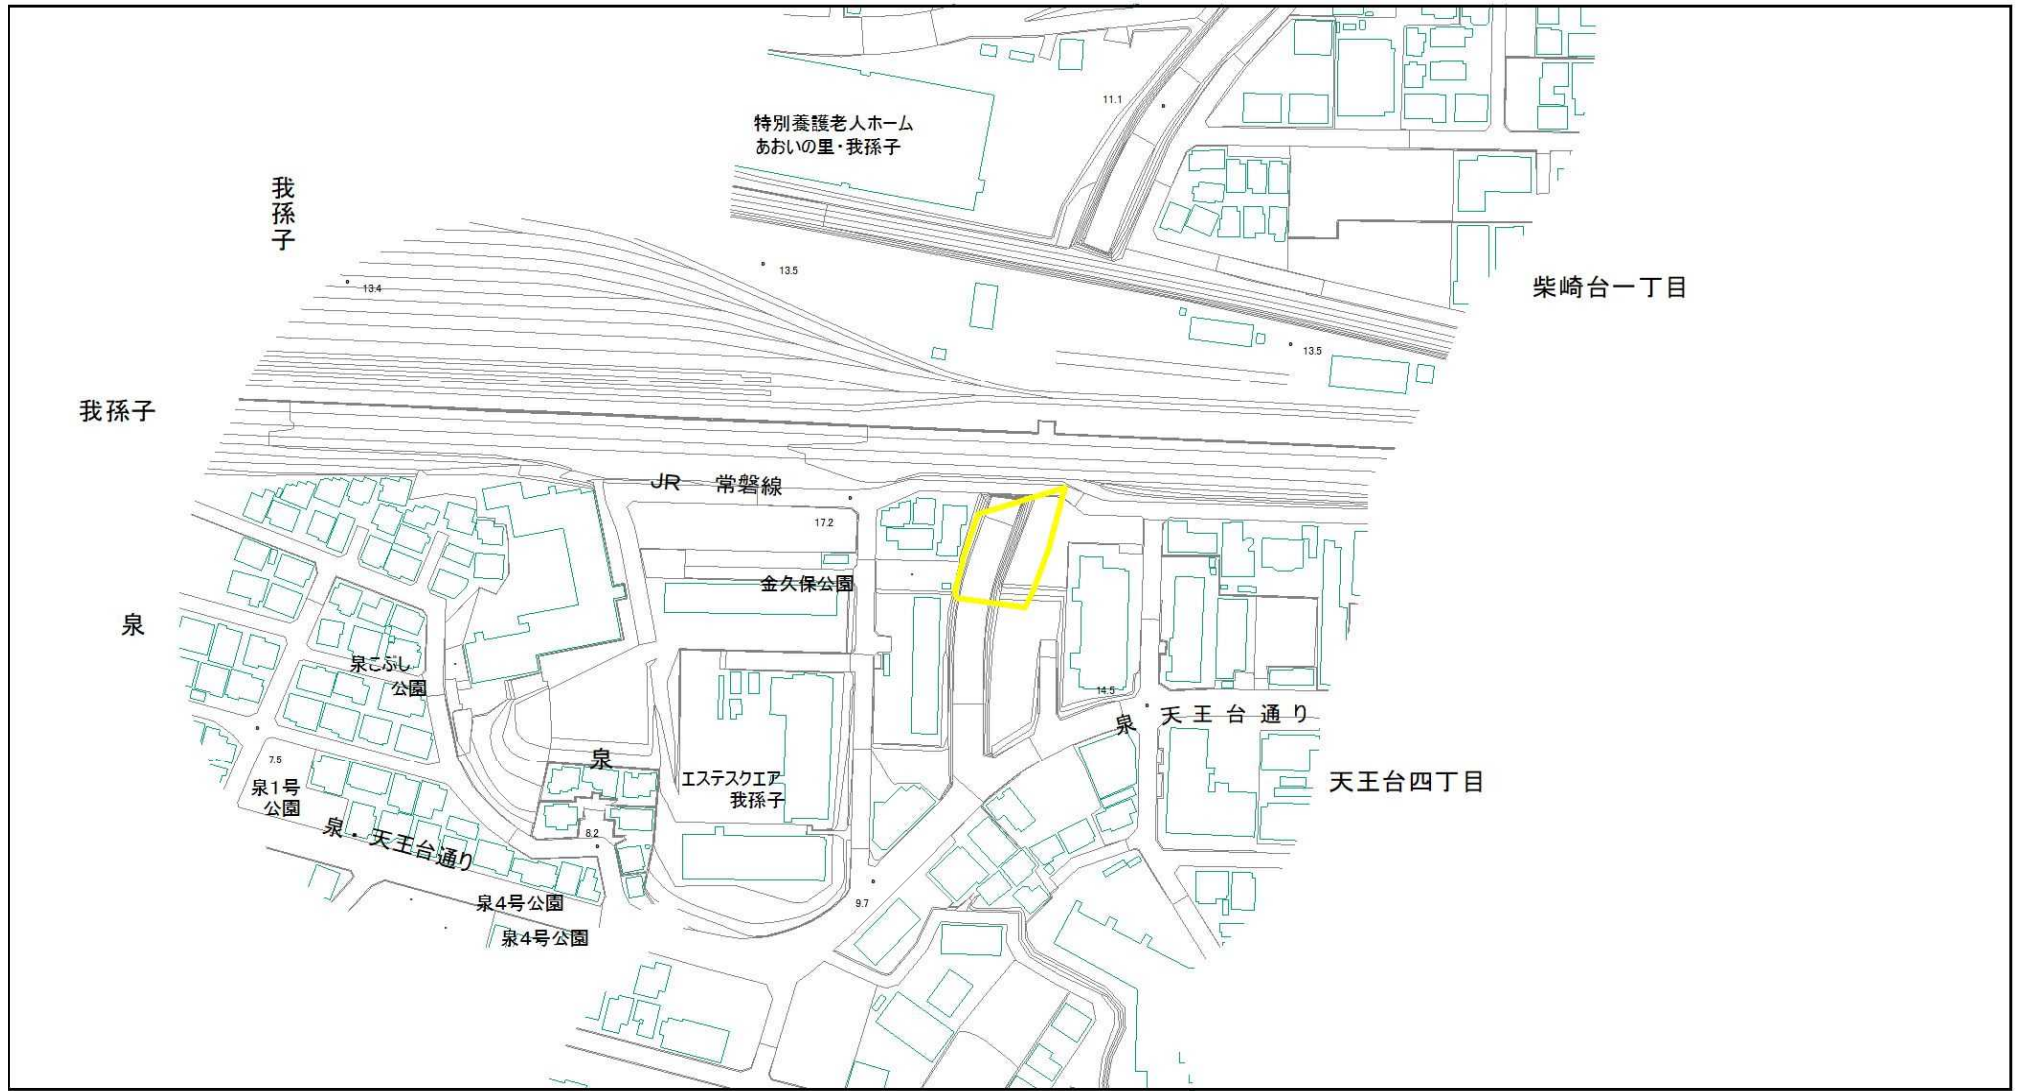 11.1
特別養護老人ホーム
あおいの里・我孫子
我孫子
13.5
13.4
柴崎台一丁目
13.5
我孫子
JR 常磐線
17.2
金久保公園
泉
泉こぶし
公園
14.5
泉 天王台通り
泉
7.5
エステスクエア
我孫子
天王台四丁目
泉1号
公園
泉・天王台通り
8.2
泉4号公園
9.7
泉4号公園